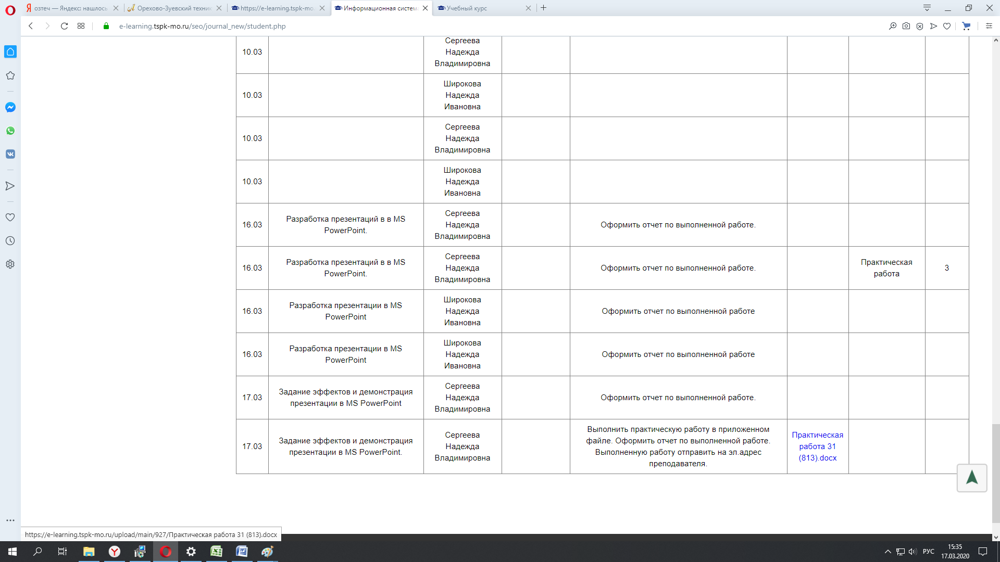 озтеч — Яндекс: нашлось
Орехово-Зуевский техник
https://e-learning.tspk-mo.
Информационная систем
Учебный курс
e-learning.tspk-mo.ru/seo/journal_new/student.php
10.03
Сергеева
Надежда
Владимировна
10.03
Широкова
Надежда
Ивановна
10.03
Сергеева
Надежда
Владимировна
10.03
Широкова
Надежда
Ивановна
16.03
Разработка презентаций в в MS
PowerPoint.
Сергеева
Надежда
Владимировна
Оформить отчет по выполненной работе.
16.03
Разработка презентаций в в MS
PowerPoint.
Сергеева
Надежда
Владимировна
Оформить отчет по выполненной работе.
Практическая
работа
3
16.03
Разработка презентации в MS
PowerPoint
Широкова
Надежда
Ивановна
Оформить отчет по выполненной работе
16.03
Разработка презентации в MS
PowerPoint
Широкова
Надежда
Ивановна
Оформить отчет по выполненной работе
17.03
Задание эффектов и демонстрация
презентации в MS PowerPoint
Сергеева
Надежда
Владимировна
Оформить отчет по выполненной работе.
17.03
Задание эффектов и демонстрация
презентации в MS PowerPoint.
Сергеева
Надежда
Владимировна
Выполнить практическую работу в приложенном
файле. Оформить отчет по выполненной работе.
Выполненную работу отправить на эл.адрес
преподавателя.
Практическая
работа 31
(813).docx
https://e-learning.tspk-mo.ru/upload/main/927/Практическая работа 31 (813).docx
РУС
15:35
17.03.2020